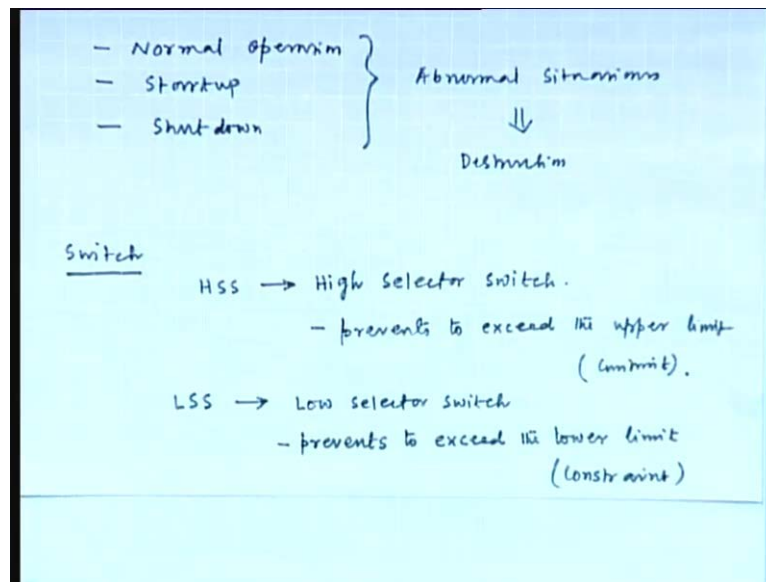 - Normal operation
- Startup
- Shut down
Abnormal situations
⇓
Destruction
Switch
HSS → High selector switch.
- prevents to exceed the upper limit
(constraint).
LSS → Low selector switch
- prevents to exceed the lower limit
(constraint)